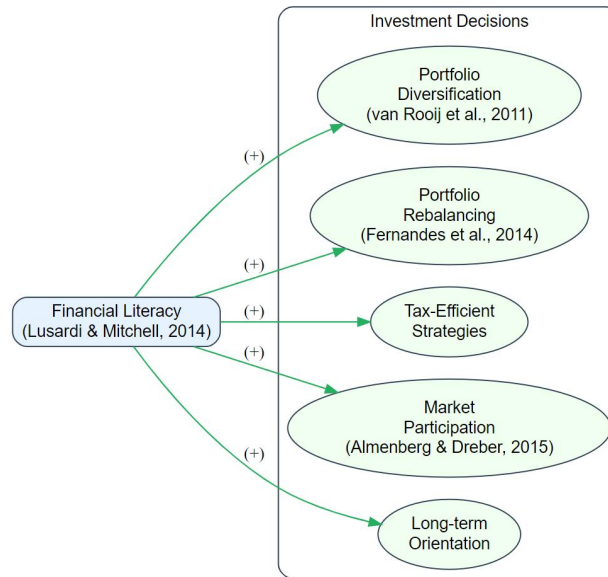 Investment Decisions
Portfolio
Diversification
(van Rooij et al., 2011)
(+)
Portfolio
Rebalancing
(Fernandes et al., 2014)
(+)
Financial Literacy
(Lusardi & Mitchell, 2014)
(+)
Tax-Efficient
Strategies
(+)
Market
Participation
(Almenberg & Dreber, 2015)
(+)
Long-term
Orientation